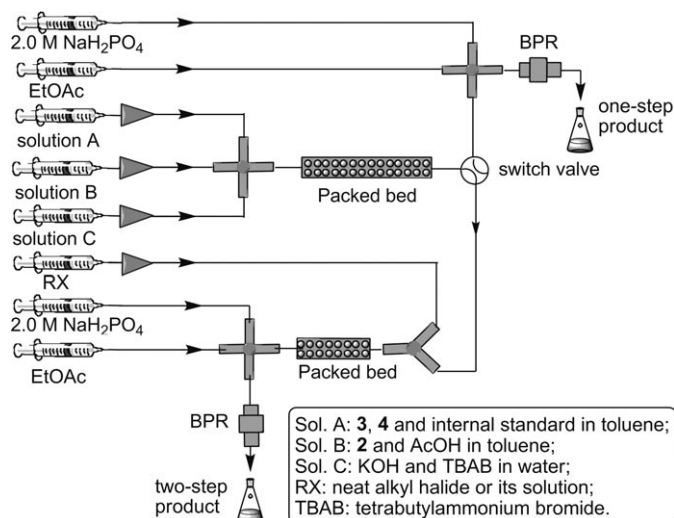 2.0 M NaH2PO4
EtOAc
BPR
one-step
product
solution A
solution B
solution C
Packed bed
switch valve
RX
2.0 M NaH2PO4
EtOAc
Packed bed
BPR
two-step
product
Sol. A: 3, 4 and internal standard in toluene;
Sol. B: 2 and AcOH in toluene;
Sol. C: KOH and TBAB in water;
RX: neat alkyl halide or its solution;
TBAB: tetrabutylammonium bromide.